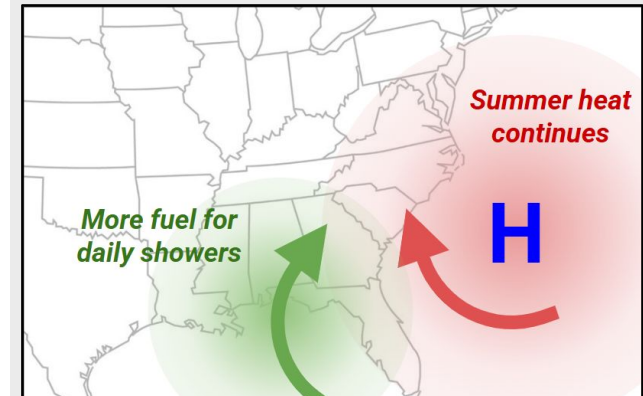 Summer heat
continues
H
More fuel for
daily showers